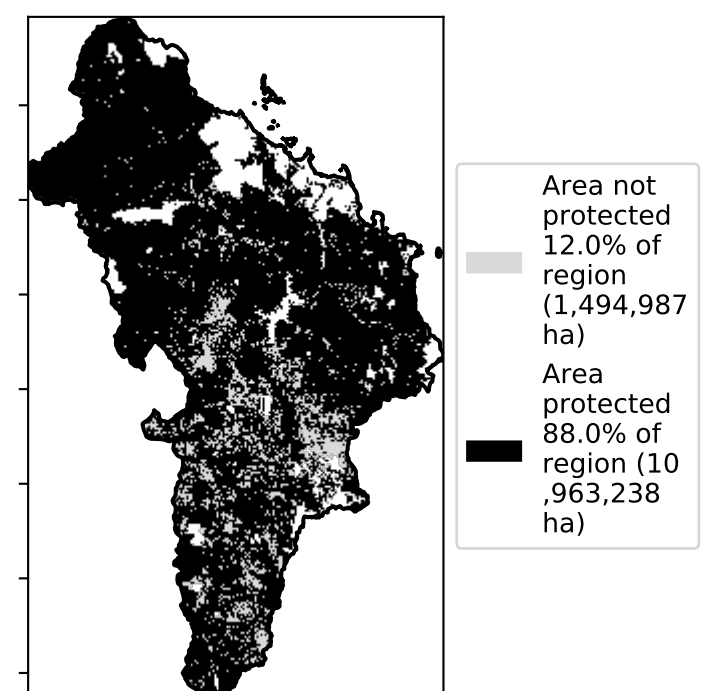 Area not
protected
12.0% of
region
(1,494,987
ha)
Area
protected
88.0% of
region (10
,963,238
ha)